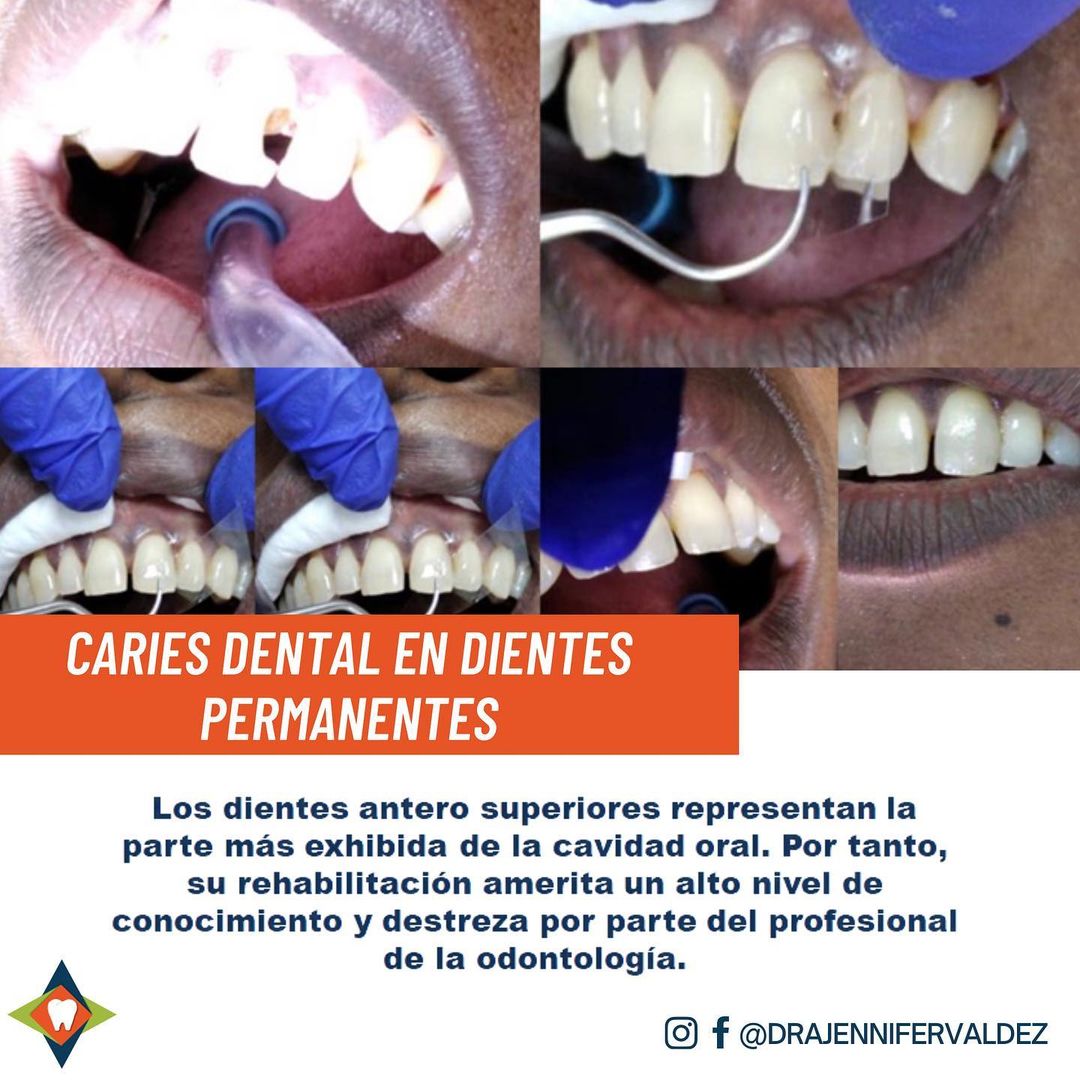 CARIES DENTAL EN DIENTES
PERMANENTES
Los dientes antero superiores representan la
parte más exhibida de la cavidad oral. Por tanto,
su rehabilitación amerita un alto nivel de
conocimiento y destreza por parte del profesional
de la odontología.
@DRAJENNIFERVALDEZ